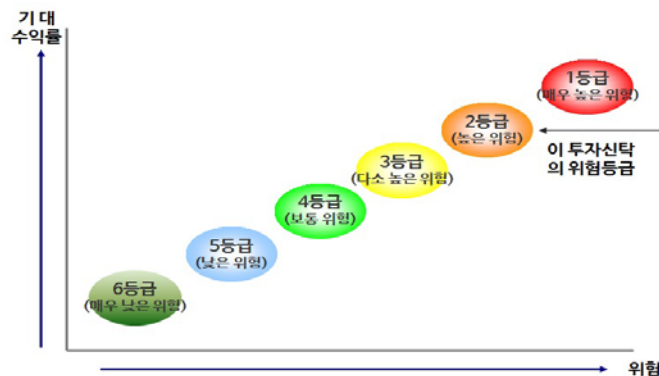 기 대
수익률
1등급
(매우 높은 위험)
2등급
(높은 위험)
이 투자신탁
의 위험등급
3등급
(다소 높은 위험)
4등급
(보통 위험)
5등급
(낮은 위험)
6등급
(매우 낮은 위험)
위험